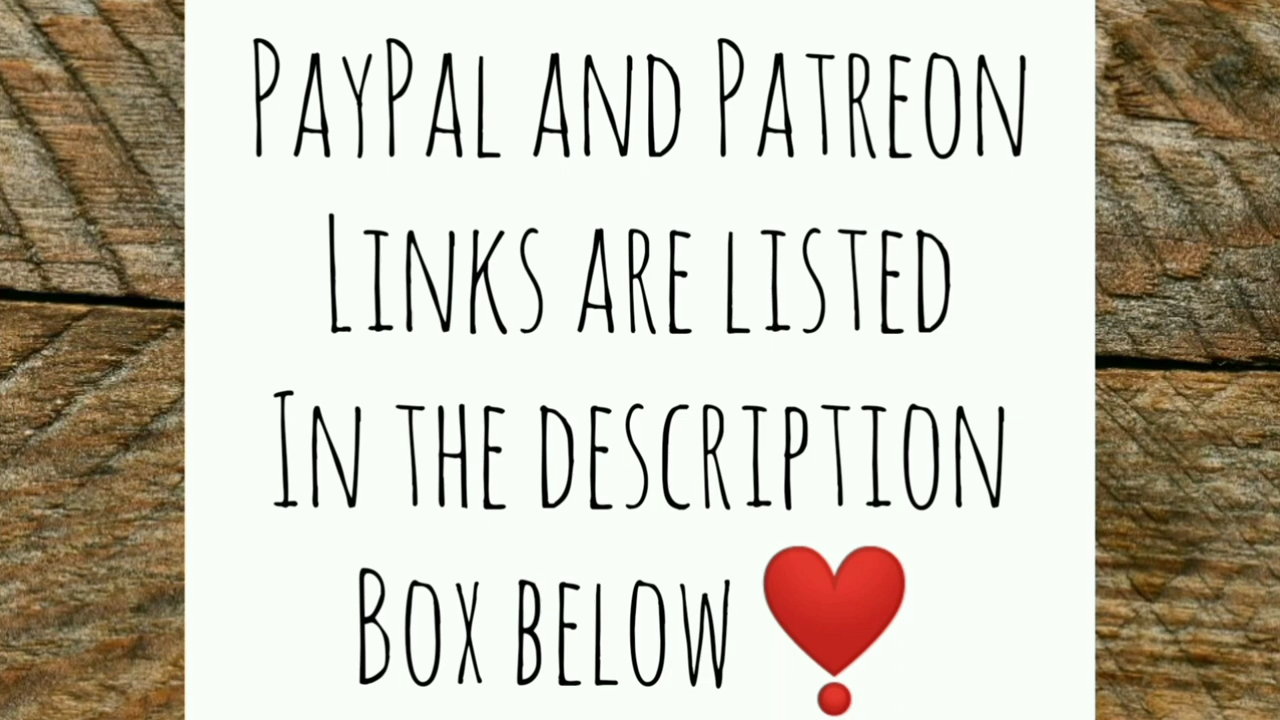 PayPal and Patreon
Links are listed
In the description
Box below ❣